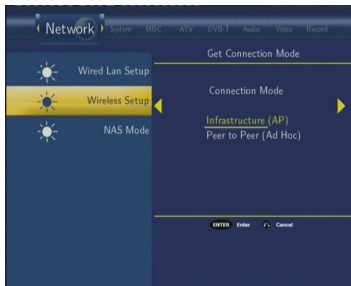 Network System MISC ATV DVB-T Audio Video Record
Get Connection Mode
Wired Lan Setup
Connection Mode
Wireless Setup
Infrastructure (AP)
NAS Mode
Peer to Peer (Ad Hoc)
ENTER Enter Cancel